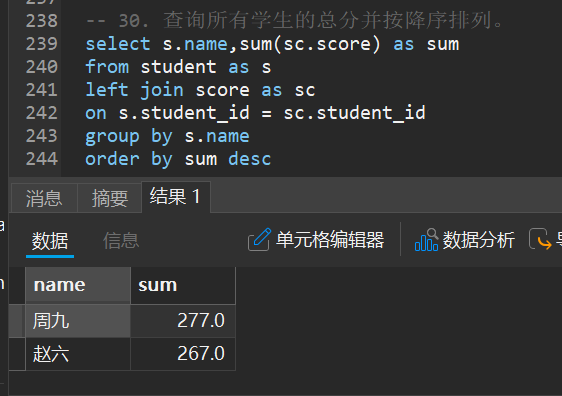 238 -- 30. 查询所有学生的总分并按降序排列。
239 select s.name,sum(sc.score) as sum
240 from student as s
241 left join score as sc
242 on s.student_id = sc.student_id
243 group by s.name
244 order by sum desc
消息 摘要 结果 1
数据 信息 单元格编辑器 数据分析
name sum
周九 277.0
赵六 267.0